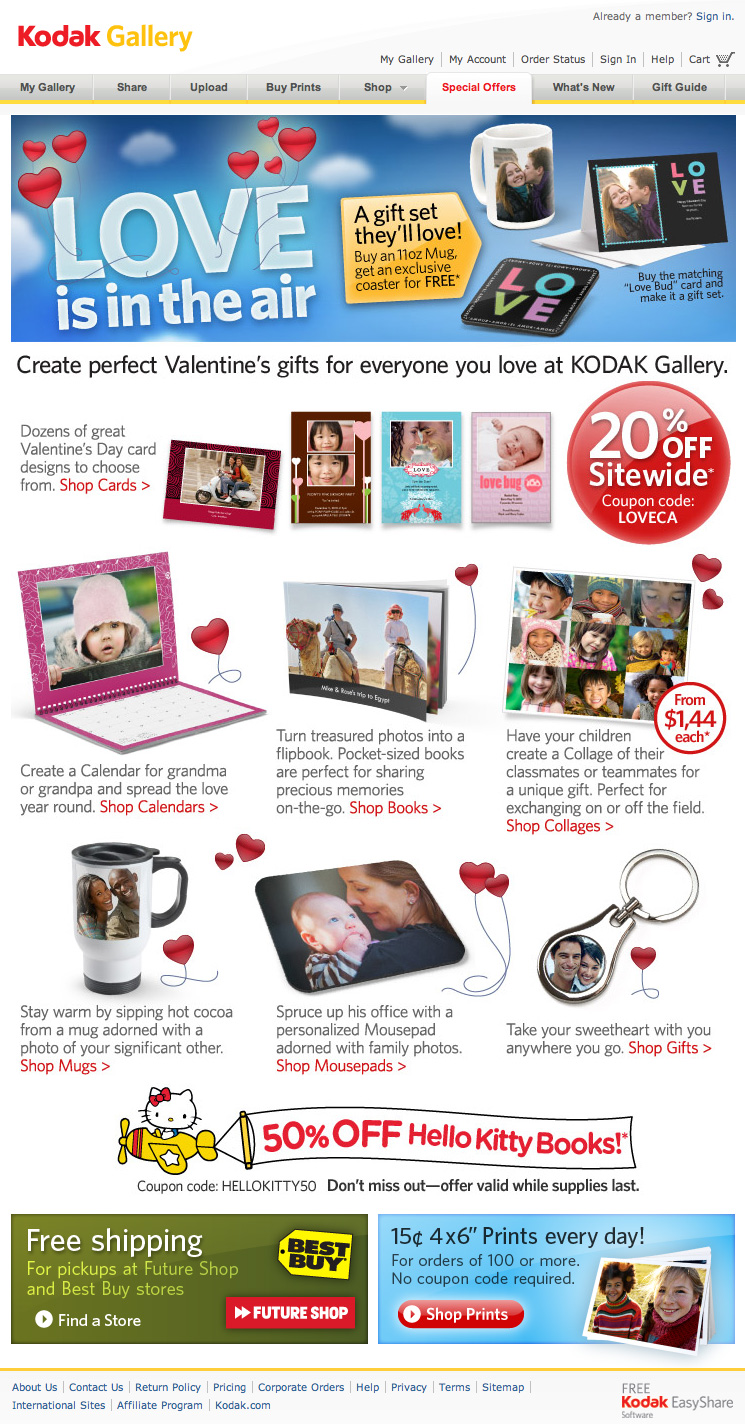 Already a member? Sign in.
Kodak Gallery
My Gallery | My Account | Order Status | Sign In | Help | Cart
My Gallery Share Upload Buy Prints Shop Special Offers What's New Gift Guide
LOVE
is in the air
A gift set
they'll love!
Buy an 11oz Mug,
get an exclusive
coaster for FREE*
LOVE
LOVE
Buy the matching
"Love Bud" card and
make it a gift set.
Create perfect Valentine's gifts for everyone you love at KODAK Gallery.
Dozens of great
Valentine's Day card
designs to choose
from. Shop Cards >
LOVE
love bug
20% OFF
Sitewide*
Coupon code:
LOVECA
Mike & Rose's trip to Egypt
From
$1,44
each*
Create a Calendar for grandma
or grandpa and spread the love
year round. Shop Calendars >
Turn treasured photos into a
flipbook. Pocket-sized books
are perfect for sharing
precious memories
on-the-go. Shop Books >
Have your children
create a Collage of their
classmates or teammates for
a unique gift. Perfect for
exchanging on or off the field.
Shop Collages >
Stay warm by sipping hot cocoa
from a mug adorned with a
photo of your significant other.
Shop Mugs >
Spruce up his office with a
personalized Mousepad
adorned with family photos.
Shop Mousepads >
Take your sweetheart with you
anywhere you go. Shop Gifts >
50% OFF Hello Kitty Books!*
Coupon code: HELLOKITTY50 Don't miss out—offer valid while supplies last.
Free shipping
For pickups at Future Shop
and Best Buy stores
Find a Store
BEST
BUY
FUTURE SHOP
15¢ 4x6" Prints every day!
For orders of 100 or more.
No coupon code required.
Shop Prints
About Us | Contact Us | Return Policy | Pricing | Corporate Orders | Help | Privacy | Terms | Sitemap |
International Sites | Affiliate Program | Kodak.com
FREE
Kodak EasyShare
Software